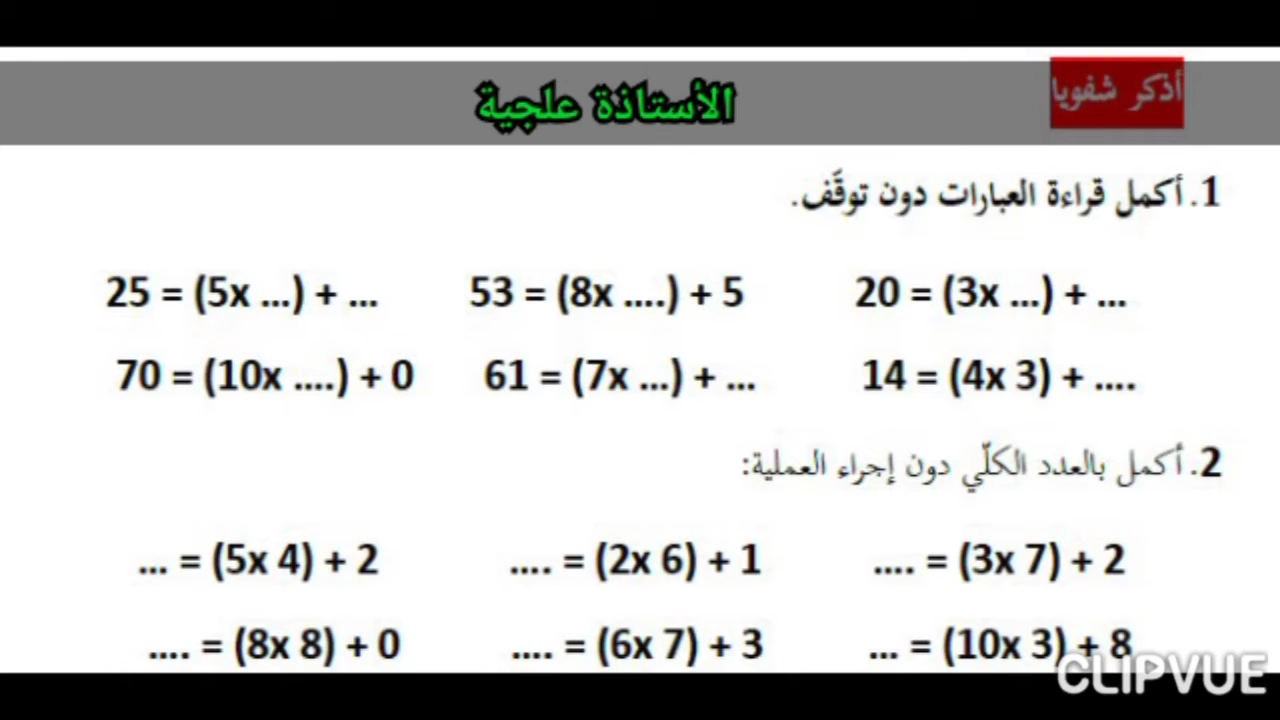 أذكر شفويا
الأستاذة علجية
1. أكمل قراءة العبارات دون توقَّف.
25 = (5x ...) + ... 53 = (8x ....) + 5 20 = (3x ...) + ...
70 = (10x ....) + 0 61 = (7x ...) + ... 14 = (4x 3) + ....
2. أكمل بالعدد الكلّي دون إجراء العملية:
... = (5x 4) + 2 .... = (2x 6) + 1 .... = (3x 7) + 2
.... = (8x 8) + 0 .... = (6x 7) + 3 ... = (10x 3) + 8
CLIPVUE